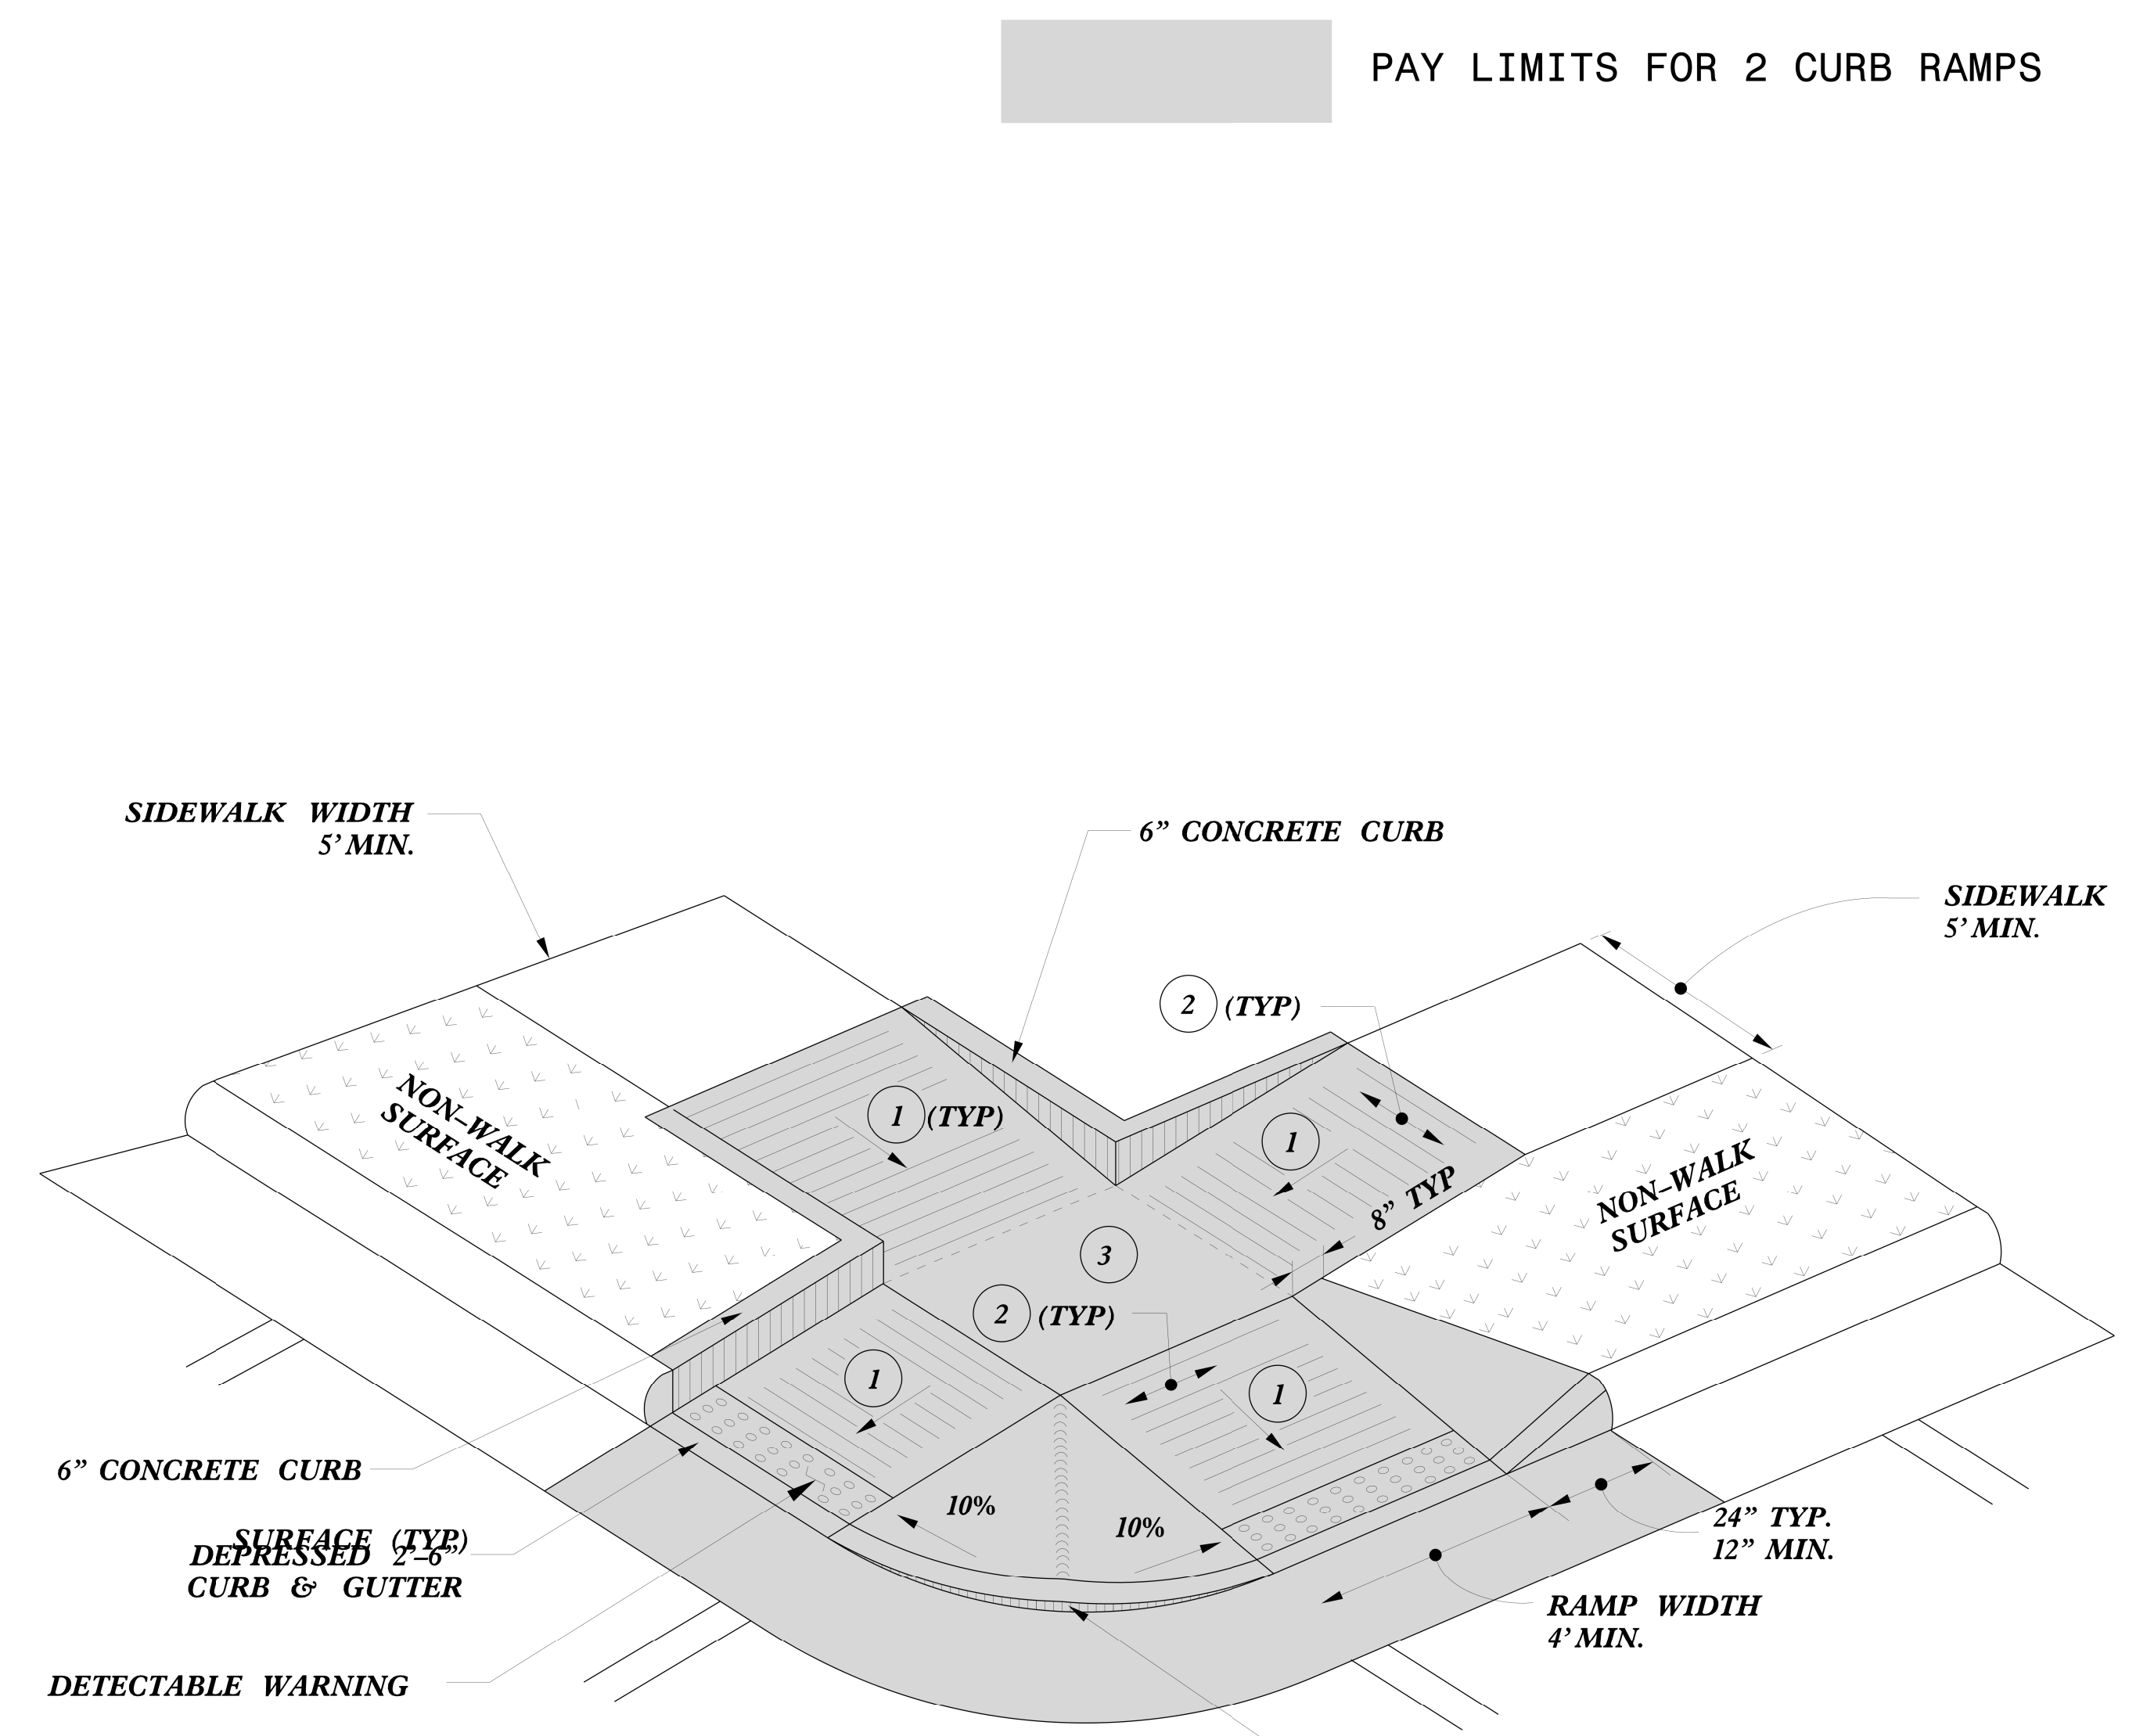 PAY LIMITS FOR 2 CURB RAMPS
SIDEWALK WIDTH
5' MIN.
6” CONCRETE CURB
SIDEWALK
5' MIN.
2 (TYP)
NON–WALK
SURFACE
1 (TYP)
1
8” TYP
NON–WALK
SURFACE
3
2 (TYP)
1
1
6” CONCRETE CURB
10%
10%
24” TYP.
12” MIN.
SURFACE (TYP)
DEPRESSED 2'–6”
CURB & GUTTER
RAMP WIDTH
4' MIN.
DETECTABLE WARNING